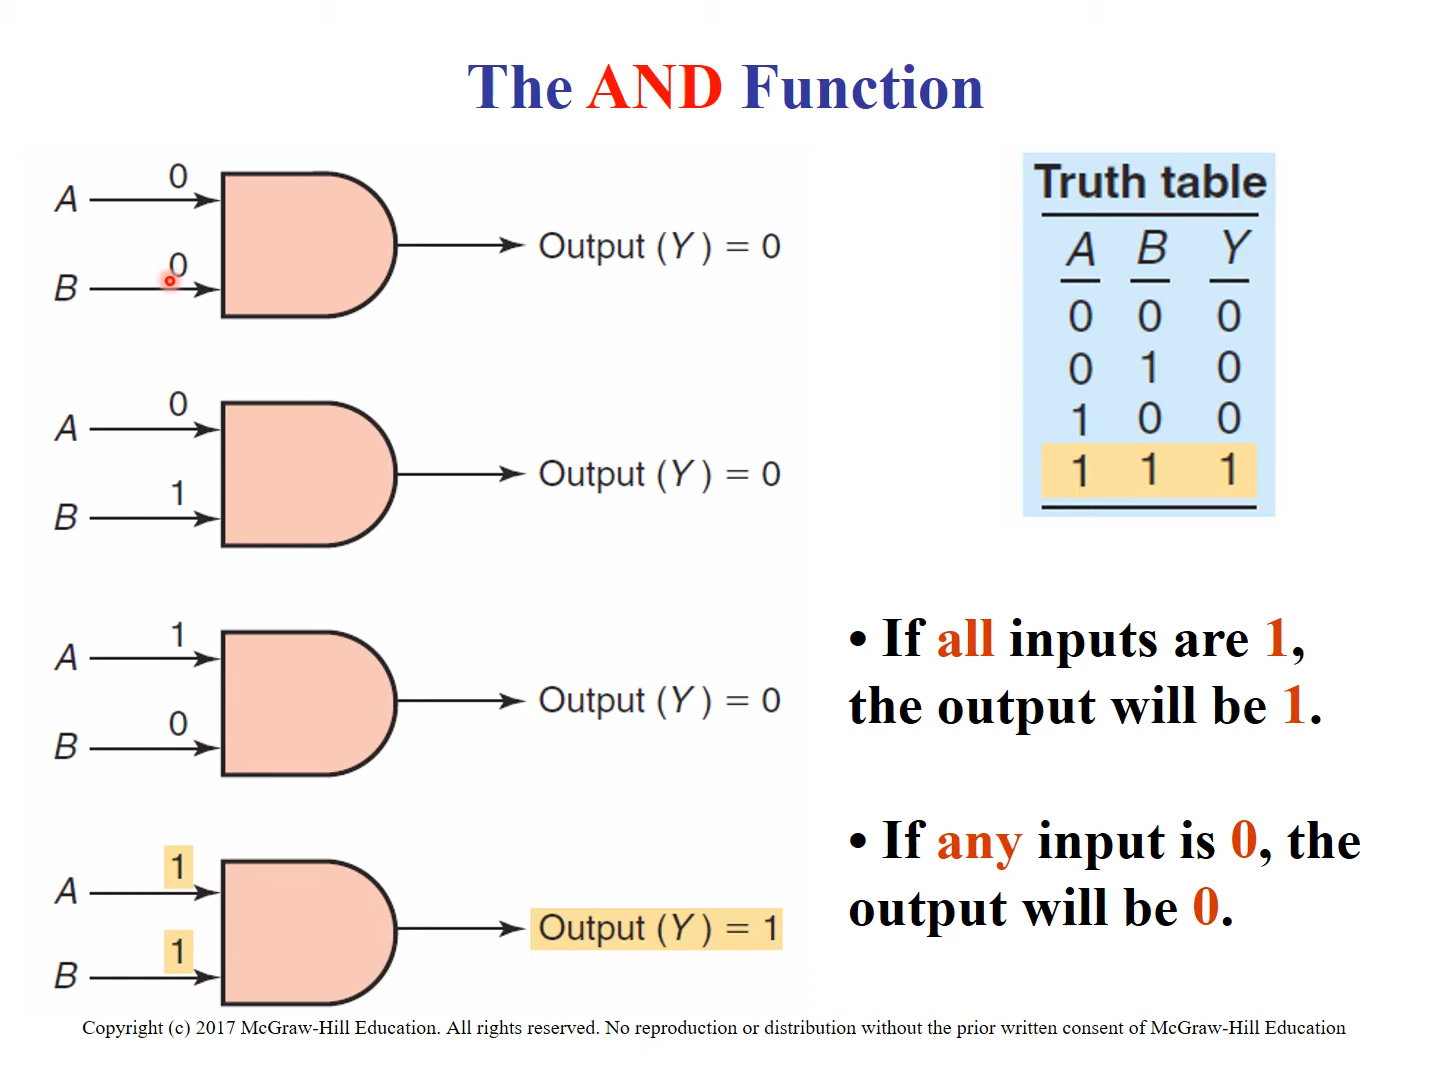 The AND Function
0
A
0
B
Output (Y) = 0
0
A
1
B
Output (Y) = 0
1
A
0
B
Output (Y) = 0
1
A
1
B
Output (Y) = 1
Truth table
A B Y
0 0 0
0 1 0
1 0 0
1 1 1
• If all inputs are 1,
the output will be 1.
• If any input is 0, the
output will be 0.
Copyright (c) 2017 McGraw-Hill Education. All rights reserved. No reproduction or distribution without the prior written consent of McGraw-Hill Education